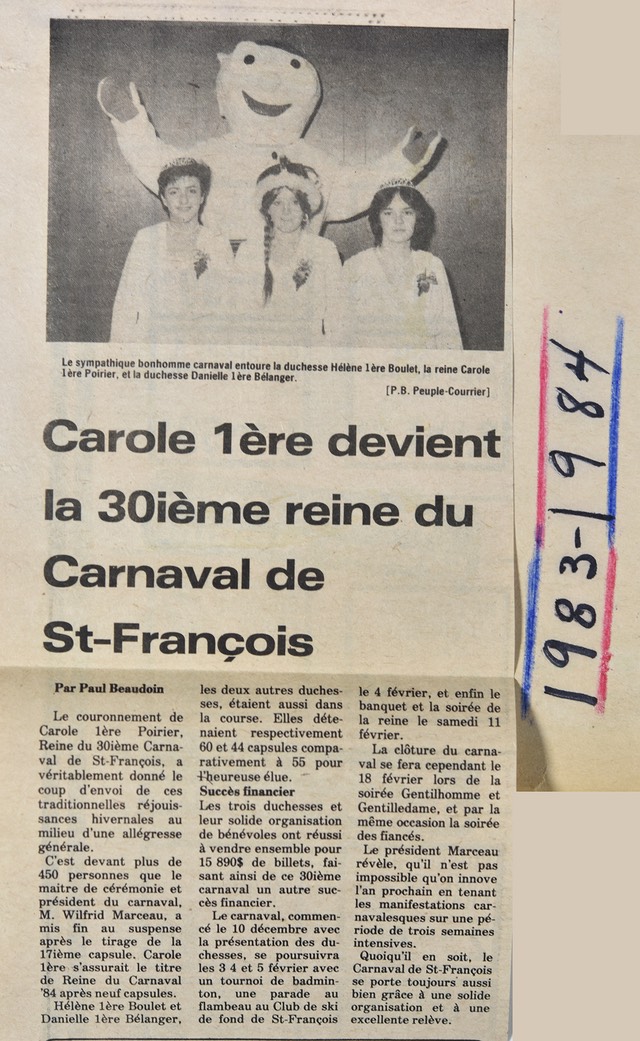 Le sympathique bonhomme carnaval entoure la duchesse Hélène 1ère Boulet, la reine Carole
1ère Poirier, et la duchesse Danielle 1ère Bélanger.
[P.B. Peuple-Courrier]
Carole 1ère devient
la 30ième reine du
Carnaval de
St-François
Par Paul Beaudoin
Le couronnement de
Carole 1ère Poirier,
Reine du 30ième Carna-
val de St-François, a
véritablement donné le
coup d'envoi de ces
traditionnelles réjouis-
sances hivernales au
milieu d'une allégresse
générale.
C'est devant plus de
450 personnes que le
maitre de cérémonie et
président du carnaval,
M. Wilfrid Marceau, a
mis fin au suspense
après le tirage de la
17ième capsule. Carole
1ère s'assurait le titre
de Reine du Carnaval
'84 après neuf capsules.
Hélène 1ère Boulet et
Danielle 1ère Bélanger,
les deux autres duches-
ses, étaient aussi dans
la course. Elles déte-
naient respectivement
60 et 44 capsules compa-
rativement à 55 pour
l'heureuse élue.
Succès financier
Les trois duchesses et
leur solide organisation
de bénévoles ont réussi
à vendre ensemble pour
15 890$ de billets, fai-
sant ainsi de ce 30ième
carnaval un autre suc-
cès financier.
Le carnaval, commen-
cé le 10 décembre avec
la présentation des du-
chesses, se poursuivra
les 3 4 et 5 février avec
un tournoi de badmin-
ton, une parade au
flambeau au Club de ski
de fond de St-François
le 4 février, et enfin le
banquet et la soirée de
la reine le samedi 11
février.
La clôture du carna-
val se fera cependant le
18 février lors de la
soirée Gentilhomme et
Gentilledame, et par la
même occasion la soirée
des fiancés.
Le président Marceau
révèle, qu'il n'est pas
impossible qu'on innove
l'an prochain en tenant
les manifestations car-
navalesques sur une pé-
riode de trois semaines
intensives.
Quoiqu'il en soit, le
Carnaval de St-François
se porte toujours aussi
bien grâce à une solide
organisation et à une
excellente relève.
1983-1984